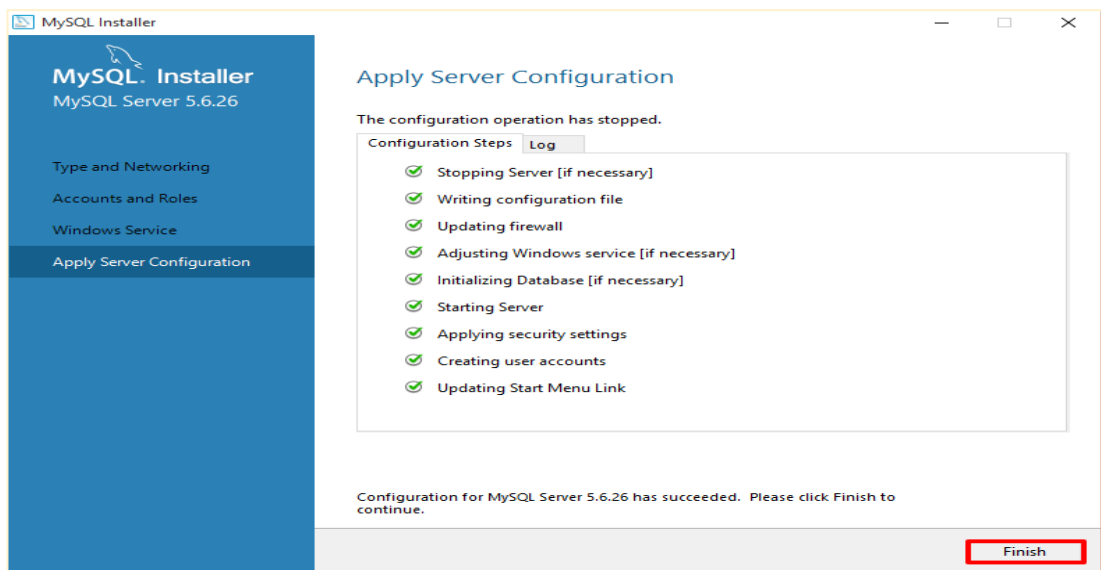 MySQL Installer
MySQL. Installer
MySQL Server 5.6.26
Type and Networking
Accounts and Roles
Windows Service
Apply Server Configuration
Apply Server Configuration
The configuration operation has stopped.
Configuration Steps
Log
Stopping Server [if necessary]
Writing configuration file
Updating firewall
Adjusting Windows service [if necessary]
Initializing Database [if necessary]
Starting Server
Applying security settings
Creating user accounts
Updating Start Menu Link
Configuration for MySQL Server 5.6.26 has succeeded. Please click Finish to
continue.
Finish